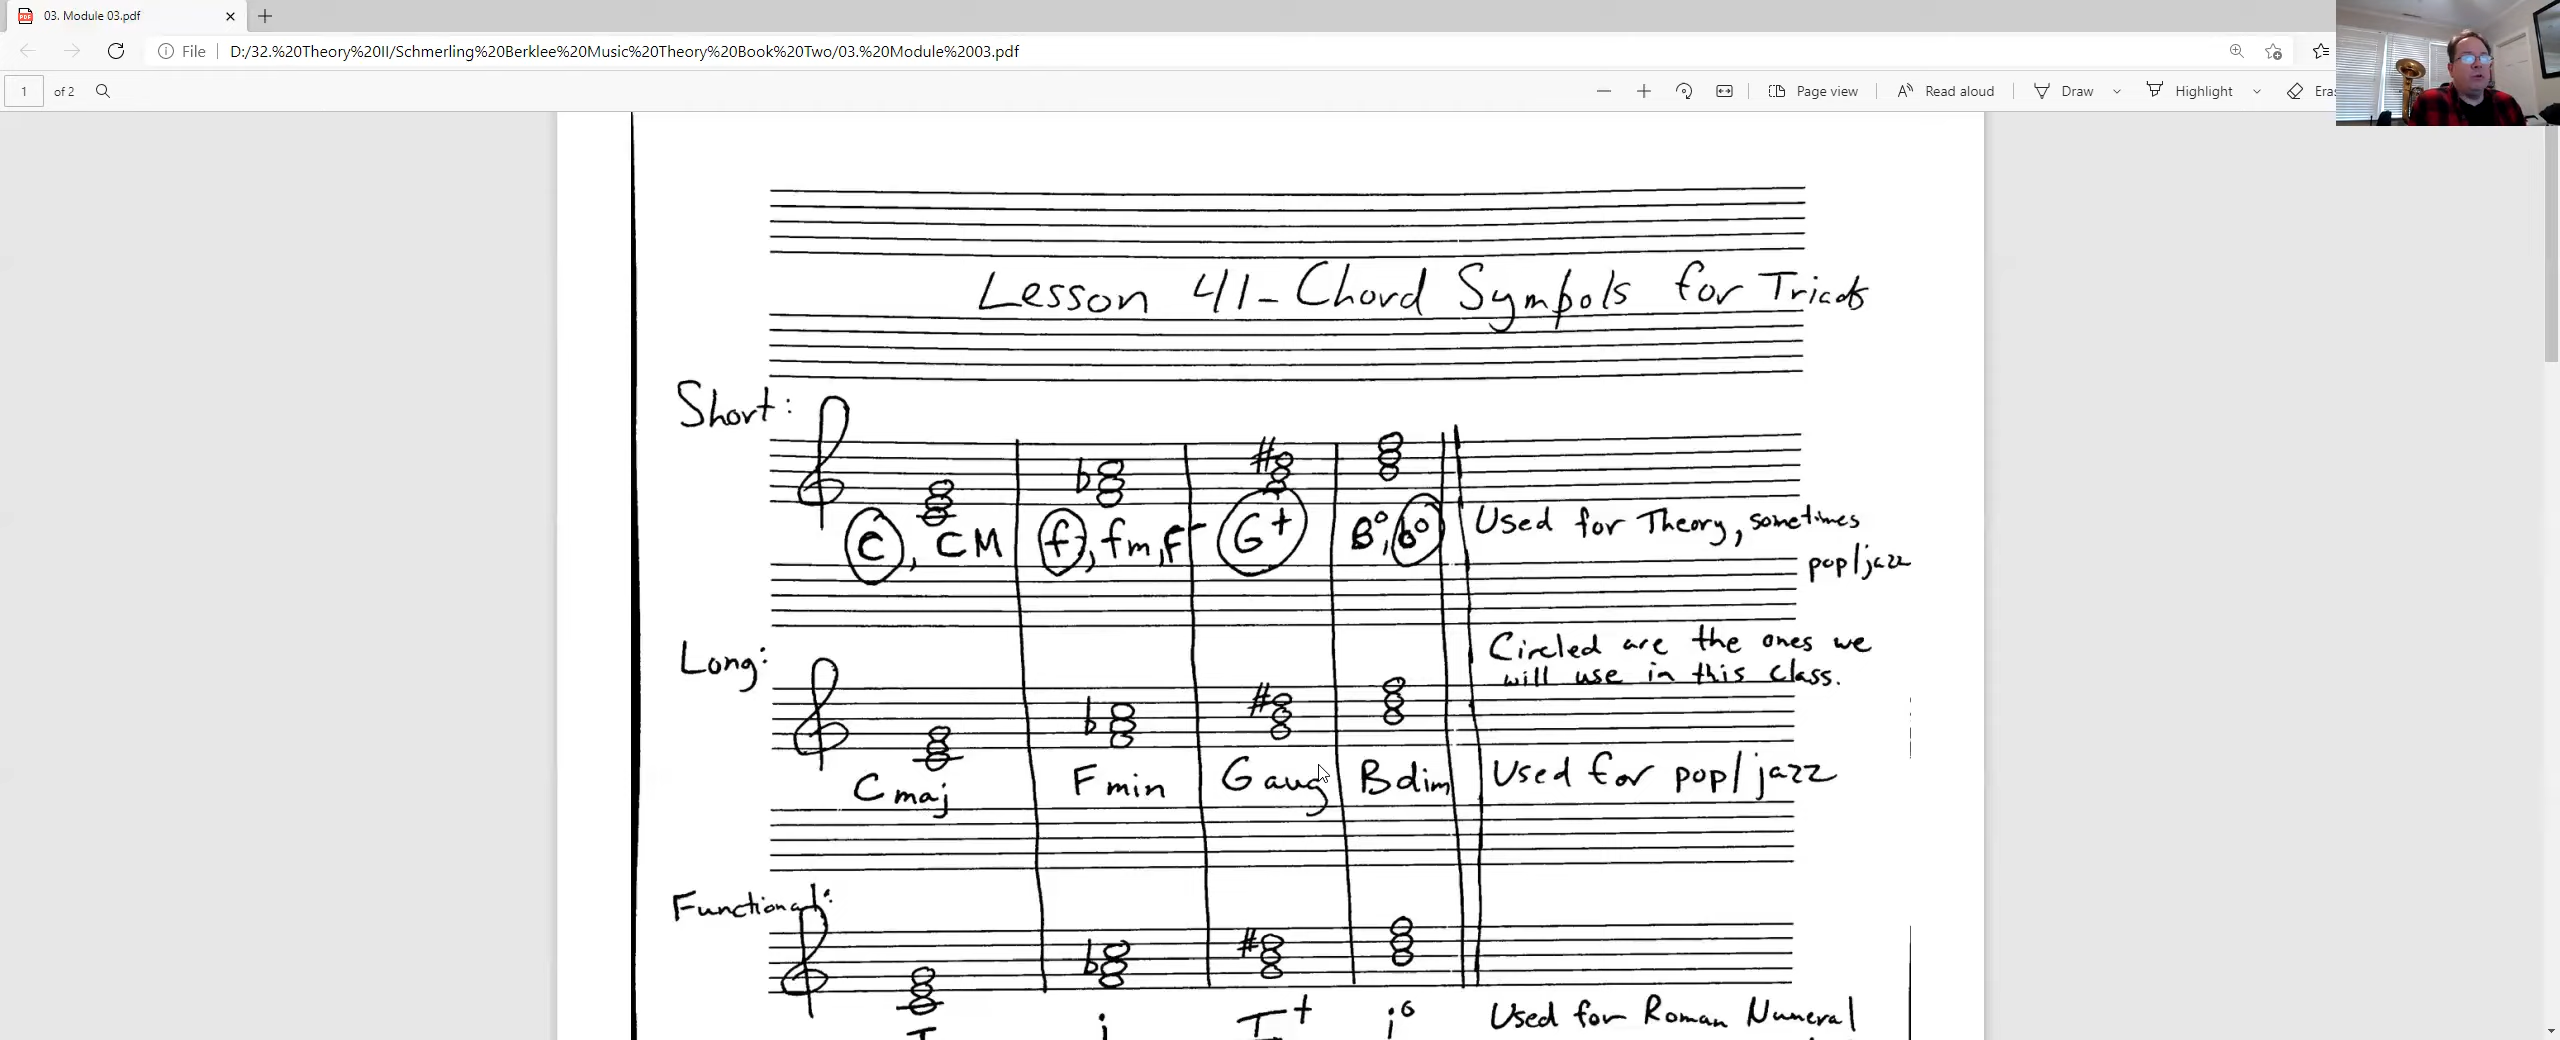 03. Module 03.pdf
File D:/32.%20Theory%20II/Schmerling%20Berklee%20Music%20Theory%20Book%20Two/03.%20Module%2003.pdf
1 of 2 Page view Read aloud Draw Highlight Eras
Lesson 41 - Chord Symbols for Triads
Short:
C, CM f, fm, F- G+ B°, b° Used for Theory, sometimes
pop/jazz
Circled are the ones we
will use in this class.
Long:
Cmaj Fmin Gaug Bdim Used for pop/jazz
Functional:
I i I+ i° Used for Roman Numeral